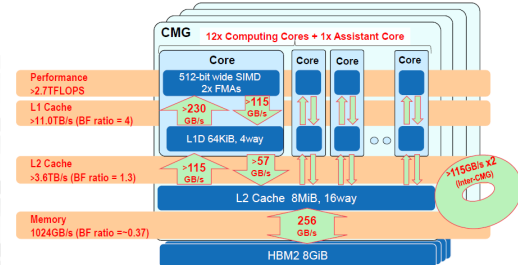 CMG 12x Computing Cores + 1x Assistant Core
Core
Core
Core
Core
Performance
>2.7TFLOPS
512-bit wide SIMD
2x FMAs
L1 Cache
>11.0TB/s (BF ratio = 4)
>230
GB/s
>115
GB/s
L1D 64KiB, 4way
L2 Cache
>3.6TB/s (BF ratio = 1.3)
>115
GB/s
>57
GB/s
>115GB/s x2
(Inter-CMG)
L2 Cache 8MiB, 16way
Memory
1024GB/s (BF ratio =~0.37)
256
GB/s
HBM2 8GiB